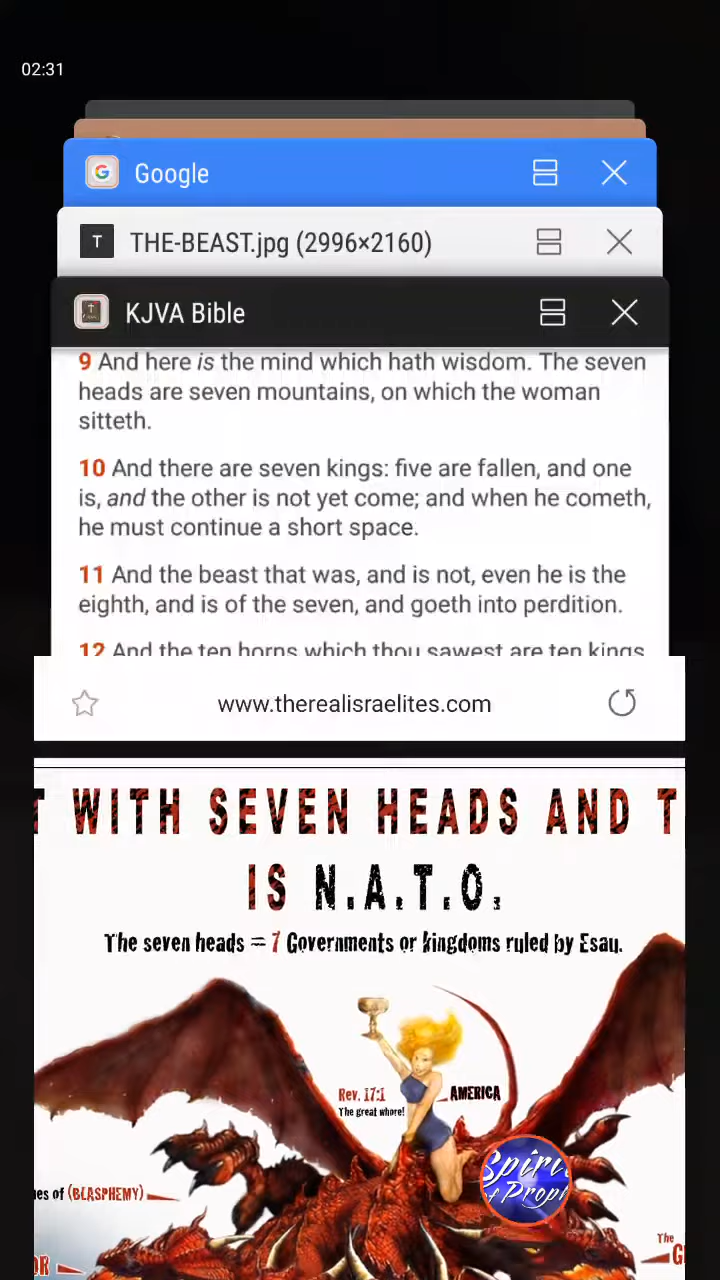 02:31
Google
T THE-BEAST.jpg (2996×2160)
KJVA Bible
9 And here is the mind which hath wisdom. The seven
heads are seven mountains, on which the woman
sitteth.
10 And there are seven kings: five are fallen, and one
is, and the other is not yet come; and when he cometh,
he must continue a short space.
11 And the beast that was, and is not, even he is the
eighth, and is of the seven, and goeth into perdition.
12 And the ten horns which thou sawest are ten kings
www.therealisraelites.com
T WITH SEVEN HEADS AND T
IS N.A.T.O.
The seven heads = 7 Governments or kingdoms ruled by Esau.
Rev. 17:1
The great whore!
AMERICA
of (BLASPHEMY)
The